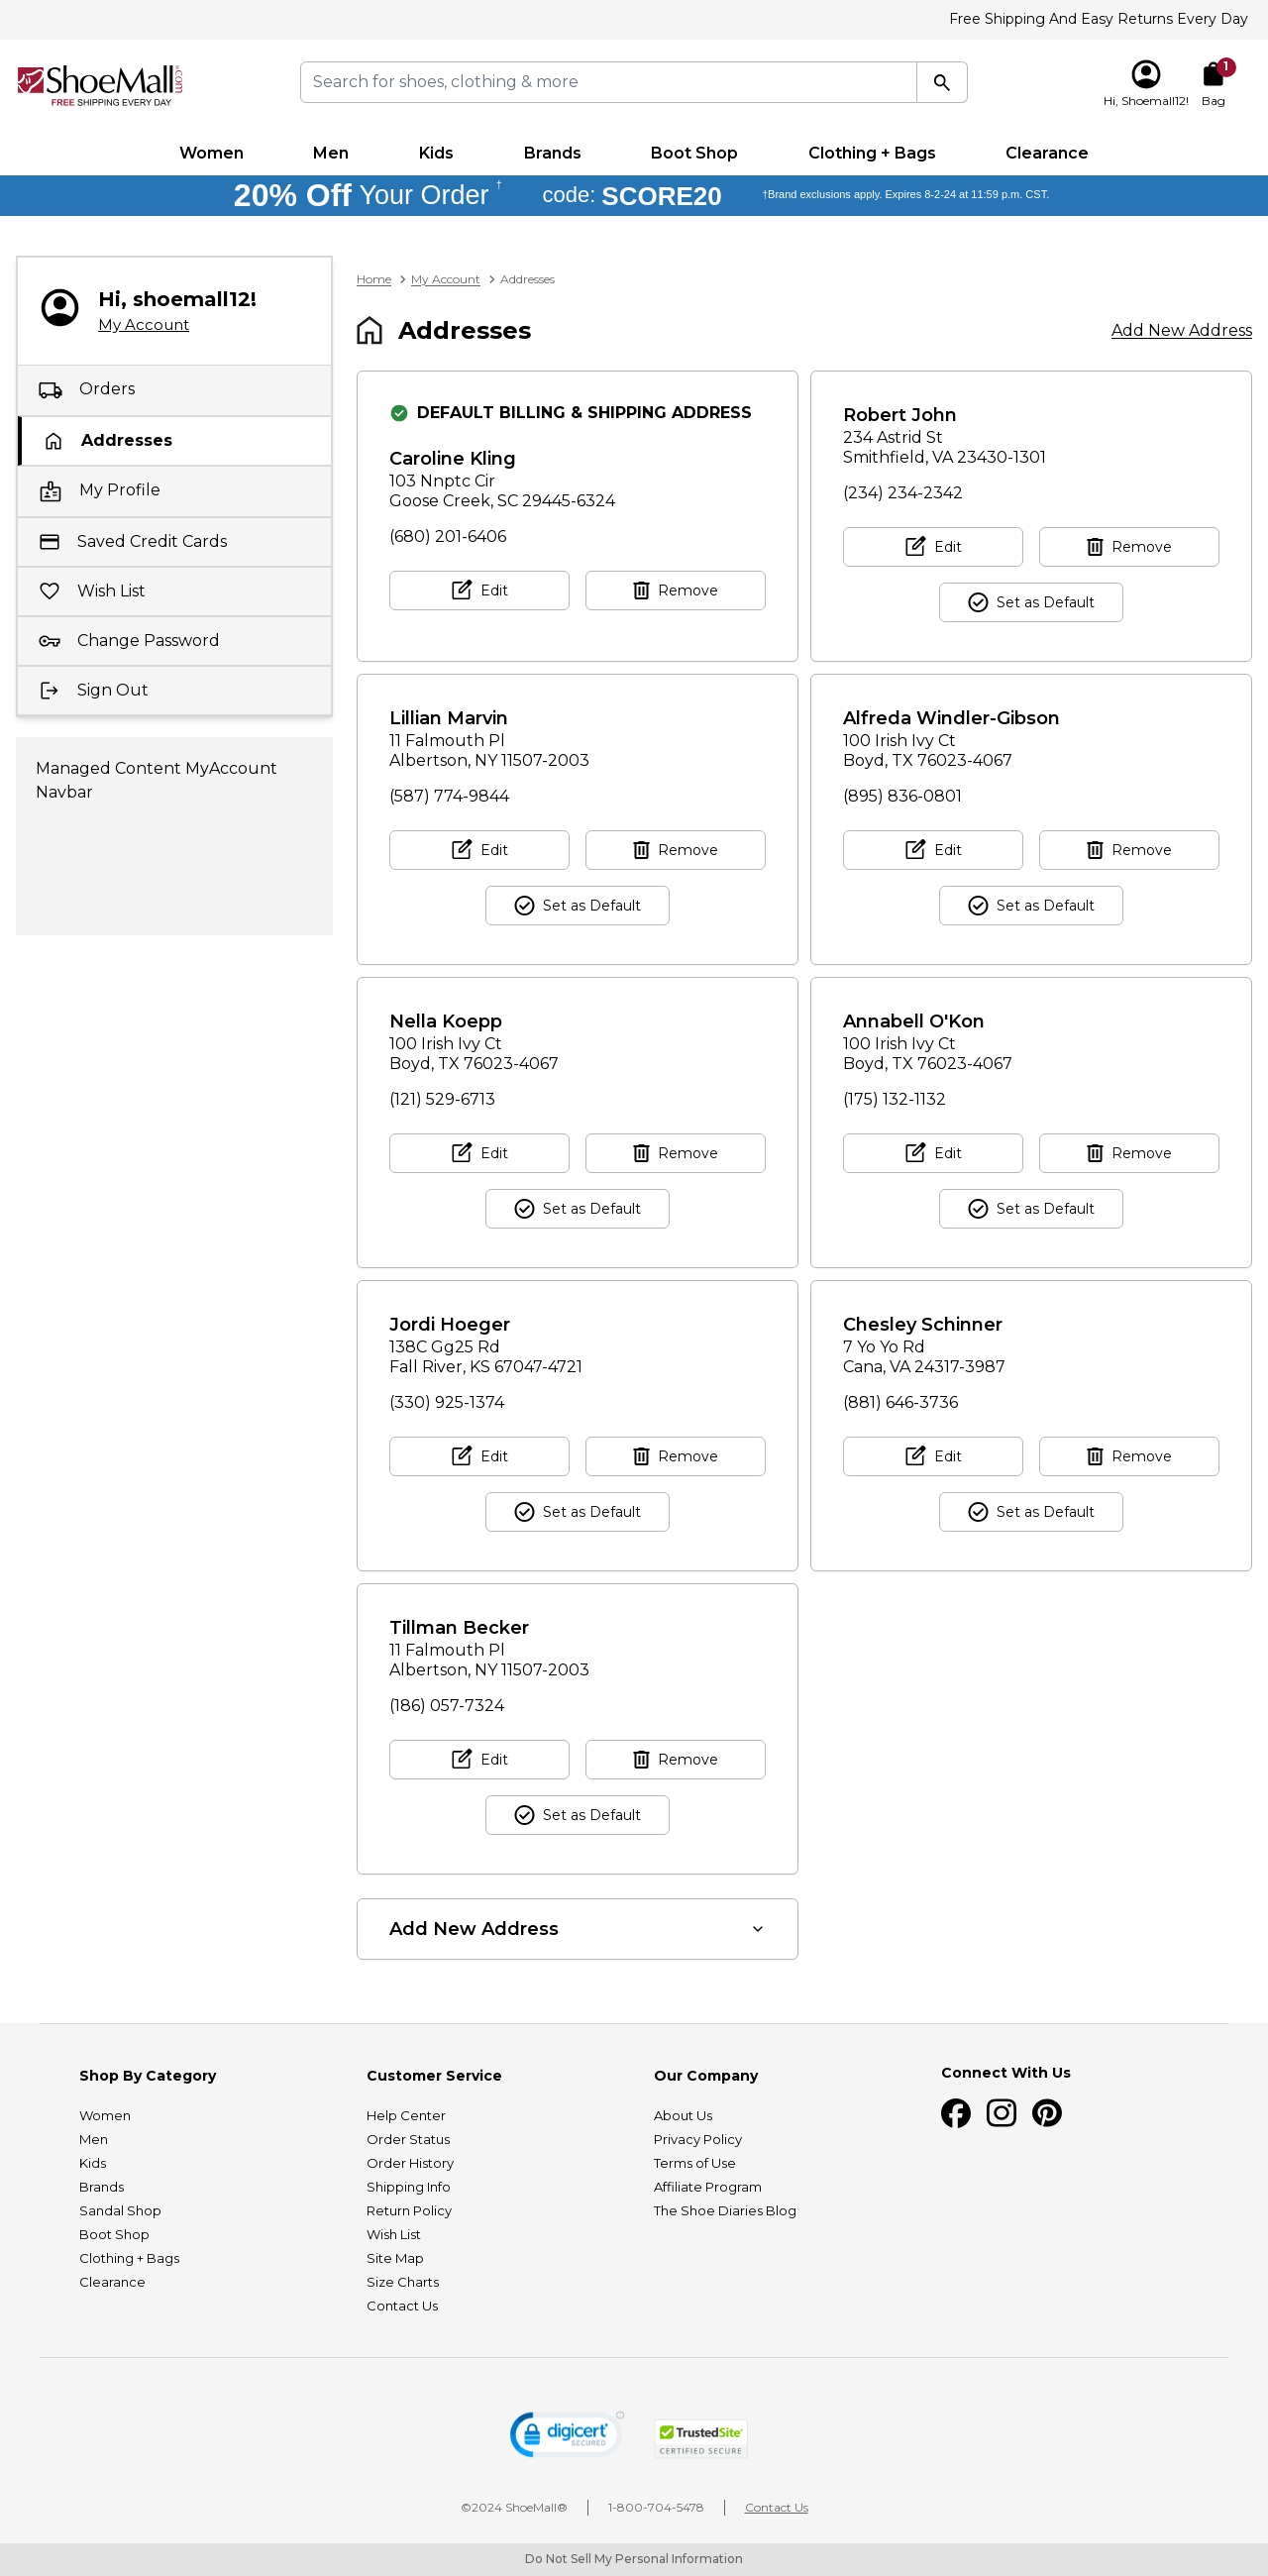 Free Shipping And Easy Returns Every Day
ShoeMall.com
FREE SHIPPING EVERY DAY
Search for shoes, clothing & more
Hi, Shoemall12!
1
Bag
Women Men Kids Brands Boot Shop Clothing + Bags Clearance
20% Off Your Order † code: SCORE20 †Brand exclusions apply. Expires 8-2-24 at 11:59 p.m. CST.
Hi, shoemall12!
My Account
Orders
Addresses
My Profile
Saved Credit Cards
Wish List
Change Password
Sign Out
Managed Content MyAccount
Navbar
Home > My Account > Addresses
Addresses
Add New Address
DEFAULT BILLING & SHIPPING ADDRESS
Caroline Kling
103 Nnptc Cir
Goose Creek, SC 29445-6324
(680) 201-6406
Edit Remove
Robert John
234 Astrid St
Smithfield, VA 23430-1301
(234) 234-2342
Edit Remove
Set as Default
Lillian Marvin
11 Falmouth Pl
Albertson, NY 11507-2003
(587) 774-9844
Edit Remove
Set as Default
Alfreda Windler-Gibson
100 Irish Ivy Ct
Boyd, TX 76023-4067
(895) 836-0801
Edit Remove
Set as Default
Nella Koepp
100 Irish Ivy Ct
Boyd, TX 76023-4067
(121) 529-6713
Edit Remove
Set as Default
Annabell O'Kon
100 Irish Ivy Ct
Boyd, TX 76023-4067
(175) 132-1132
Edit Remove
Set as Default
Jordi Hoeger
138C Gg25 Rd
Fall River, KS 67047-4721
(330) 925-1374
Edit Remove
Set as Default
Chesley Schinner
7 Yo Yo Rd
Cana, VA 24317-3987
(881) 646-3736
Edit Remove
Set as Default
Tillman Becker
11 Falmouth Pl
Albertson, NY 11507-2003
(186) 057-7324
Edit Remove
Set as Default
Add New Address
Shop By Category
Women
Men
Kids
Brands
Sandal Shop
Boot Shop
Clothing + Bags
Clearance
Customer Service
Help Center
Order Status
Order History
Shipping Info
Return Policy
Wish List
Site Map
Size Charts
Contact Us
Our Company
About Us
Privacy Policy
Terms of Use
Affiliate Program
The Shoe Diaries Blog
Connect With Us
digicert
SECURED
TrustedSite
CERTIFIED SECURE
©2024 ShoeMall® 1-800-704-5478 Contact Us
Do Not Sell My Personal Information